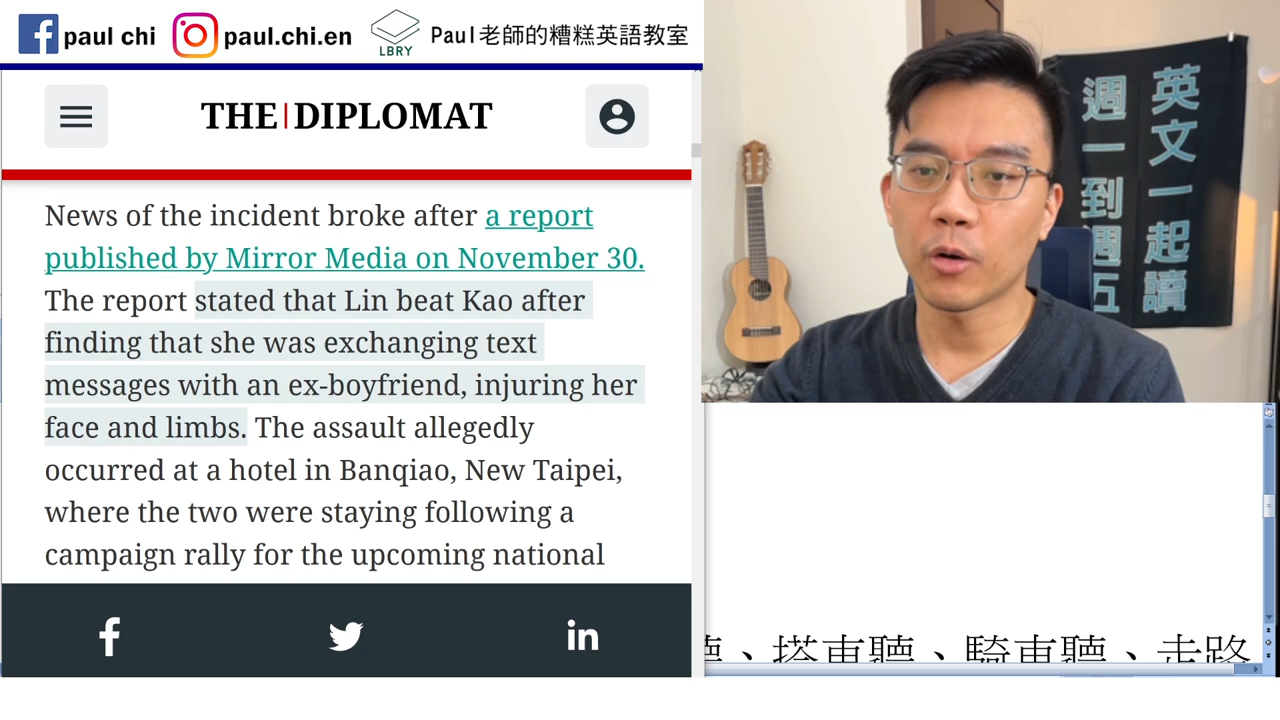 paul chi
paul.chi.en
LBRY
Paul老師的糟糕英語教室
THE|DIPLOMAT
News of the incident broke after a report
published by Mirror Media on November 30.
The report stated that Lin beat Kao after
finding that she was exchanging text
messages with an ex-boyfriend, injuring her
face and limbs. The assault allegedly
occurred at a hotel in Banqiao, New Taipei,
where the two were staying following a
campaign rally for the upcoming national
英文一起讀
週一到週五
聽、搭車聽、騎車聽、走路